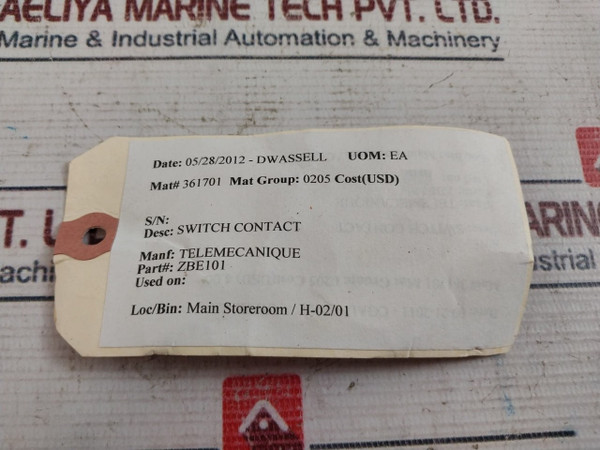 AELIYA MARINE TECH PVT. LTD.
Marine & Industrial Automation & Machinery
Date: 05/28/2012 - DWASSELL UOM: EA
Mat# 361701 Mat Group: 0205 Cost(USD)
S/N:
Desc: SWITCH CONTACT
Manf: TELEMECANIQUE
Part#: ZBE101
Used on:
Loc/Bin: Main Storeroom / H-02/01
T.
ARIN
strial